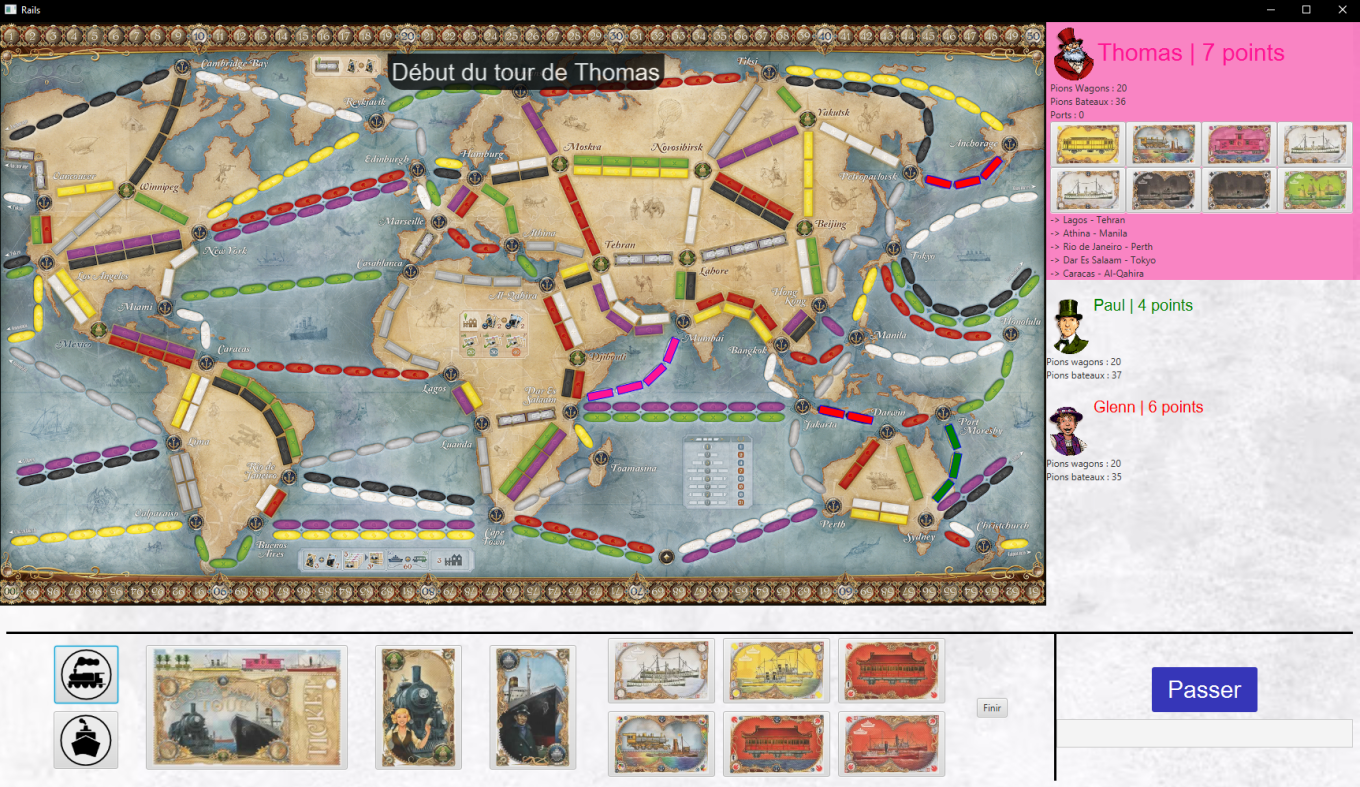 Rails
Début du tour de Thomas
Thomas | 7 points
Pions Wagons : 20
Pions Bateaux : 36
Ports : 0
-> Lagos - Tehran
-> Athina - Manila
-> Rio de Janeiro - Perth
-> Dar Es Salaam - Tokyo
-> Caracas - Al-Qahira
Paul | 4 points
Pions wagons : 20
Pions bateaux : 37
Glenn | 6 points
Pions wagons : 20
Pions bateaux : 35
Cambridge Bay
Tiksi
Reykjavik
Yakutsk
Anchorage
Edinburgh
Hamburg
Moskva
Novosibirsk
Petropavlovsk
Vancouver
Winnipeg
Marseille
Beijing
New York
Athina
Tehran
Tokyo
Los Angeles
Casablanca
Lahore
Al-Qahira
Hong
Kong
Miami
Honolulu
Mexico
Mumbai
Manila
Caracas
Bangkok
Djibouti
Lagos
Dar Es
Salaam
Darwin
Jakarta
Port
Moresby
Lima
Luanda
Rio de
Janeiro
Toamasina
Valparaiso
Perth
Cape
Town
Sydney
Christchurch
Buenos
Aires
TICKET
Finir
Passer